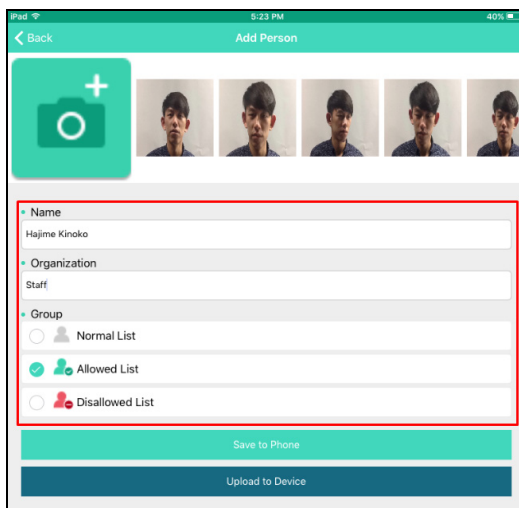 iPad 5:23 PM 40%
Back Add Person
Name
Hajime Kinoko
Organization
Staff
Group
Normal List
Allowed List
Disallowed List
Save to Phone
Upload to Device